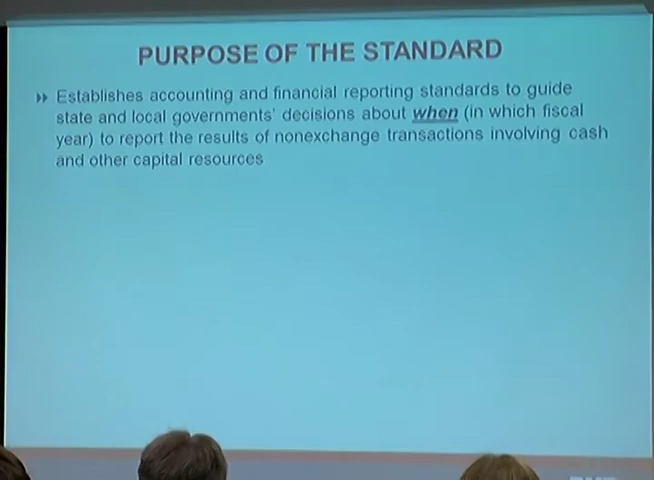 PURPOSE OF THE STANDARD
Establishes accounting and financial reporting standards to guide
state and local governments' decisions about when (in which fiscal
year) to report the results of nonexchange transactions involving cash
and other capital resources